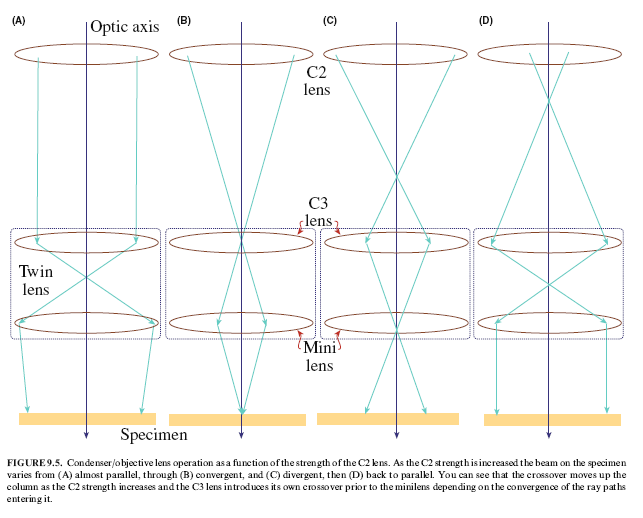 (A)
Optic axis
(B)
(C)
(D)
C2
lens
C3
lens
Twin
lens
Mini
lens
Specimen
FIGURE 9.5. Condenser/objective lens operation as a function of the strength of the C2 lens. As the C2 strength is increased the beam on the specimen
varies from (A) almost parallel, through (B) convergent, and (C) divergent, then (D) back to parallel. You can see that the crossover moves up the
column as the C2 strength increases and the C3 lens introduces its own crossover prior to the minilens depending on the convergence of the ray paths
entering it.